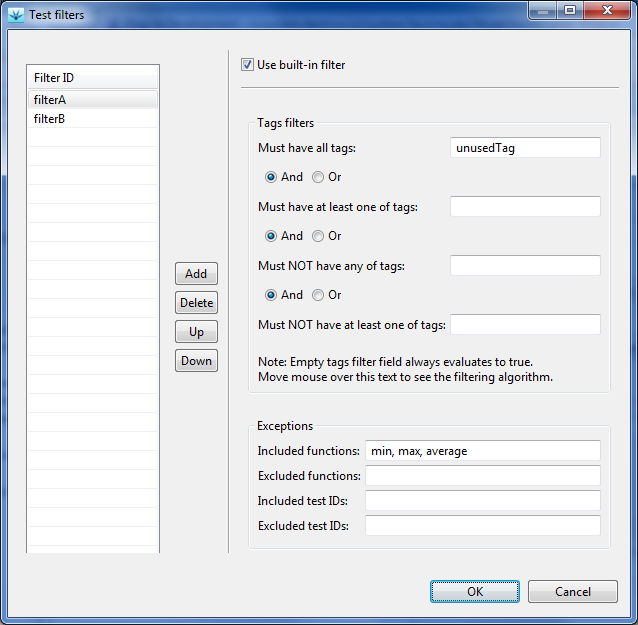 Test filters
Filter ID
filterA
filterB
Add
Delete
Up
Down
Use built-in filter
Tags filters
Must have all tags: unusedTag
And Or
Must have at least one of tags:
And Or
Must NOT have any of tags:
And Or
Must NOT have at least one of tags:
Note: Empty tags filter field always evaluates to true.
Move mouse over this text to see the filtering algorithm.
Exceptions
Included functions: min, max, average
Excluded functions:
Included test IDs:
Excluded test IDs:
OK Cancel